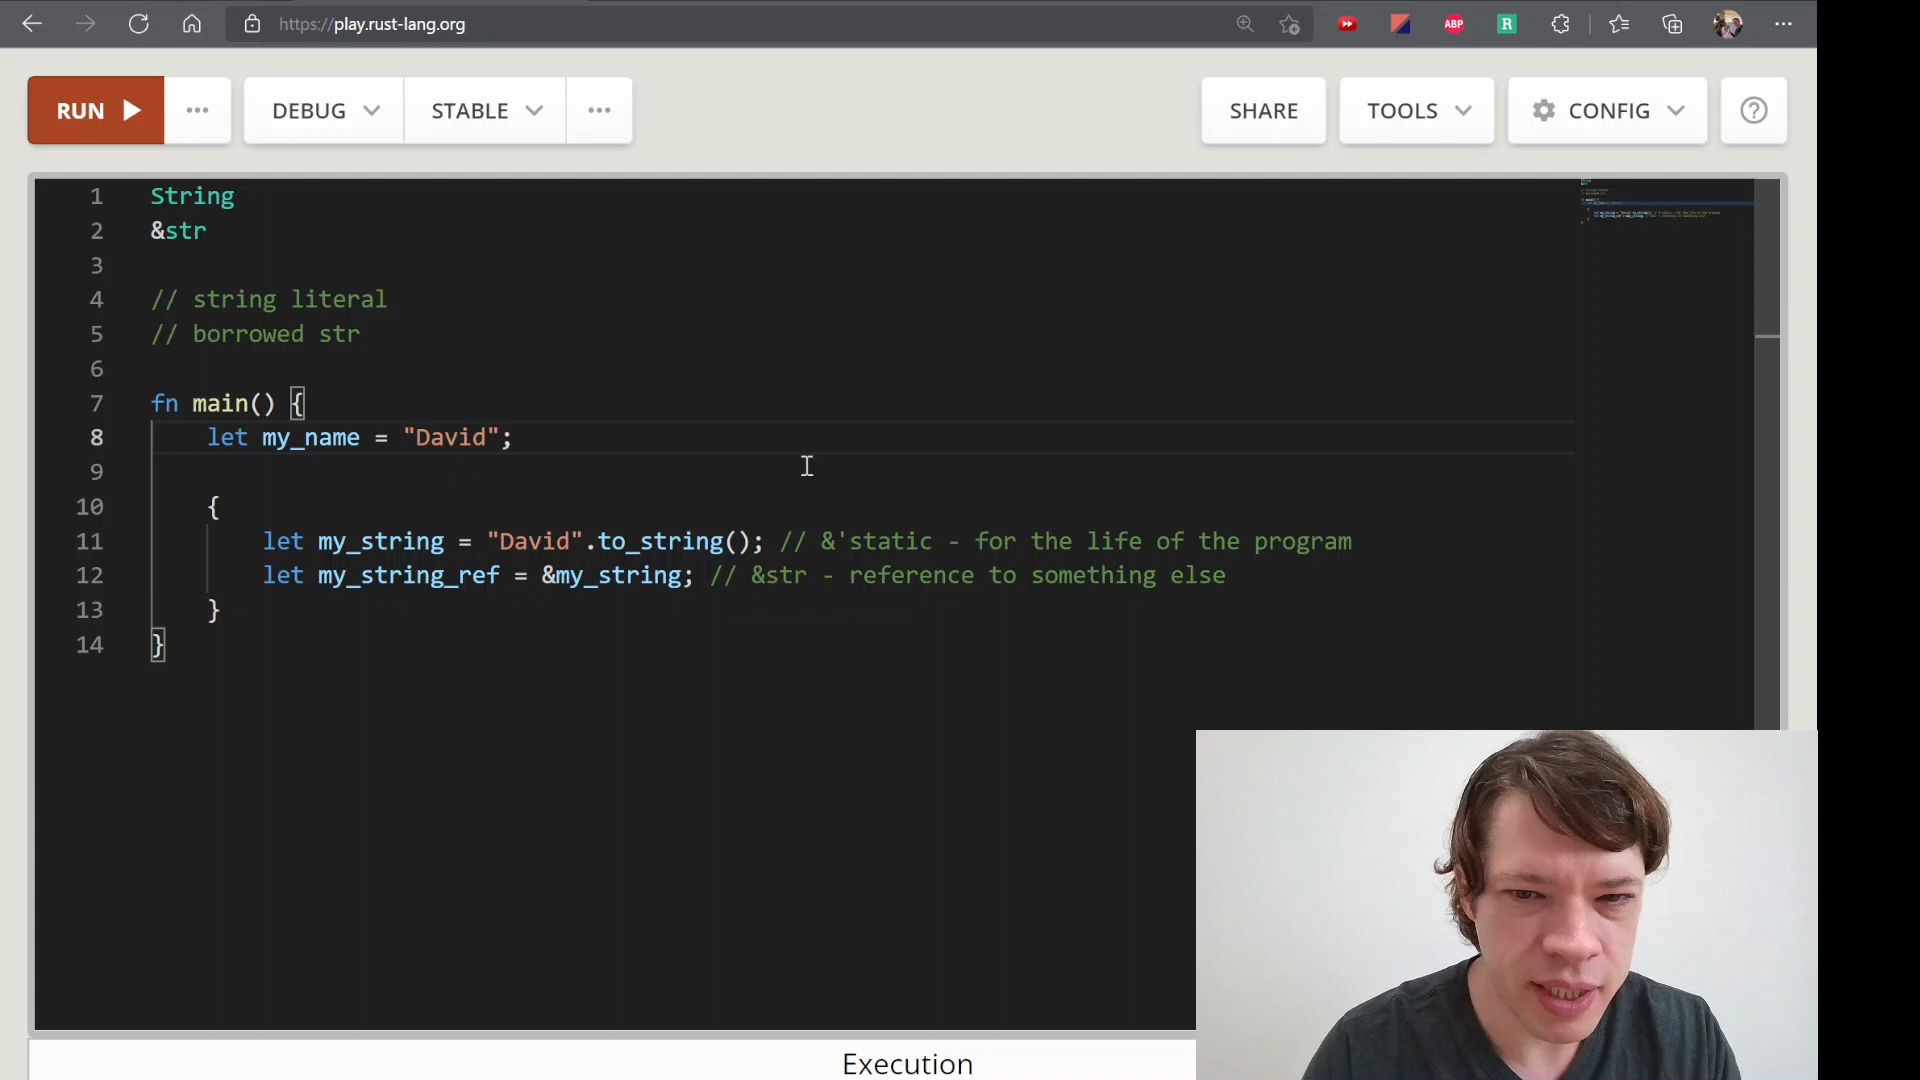 https://play.rust-lang.org
ABP
R
RUN
DEBUG
STABLE
SHARE
TOOLS
CONFIG
?
1 String
2 &str
3
4 // string literal
5 // borrowed str
6
7 fn main() {
8 let my_name = "David";
9
10 {
11 let my_string = "David".to_string(); // &'static - for the life of the program
12 let my_string_ref = &my_string; // &str - reference to something else
13 }
14 }
Execution